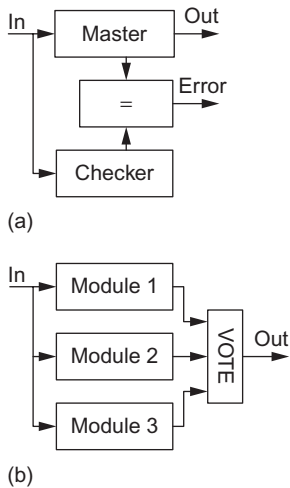 In
Master
Out
=
Error
Checker
(a)
In
Module 1
Module 2
VOTE
Out
Module 3
(b)